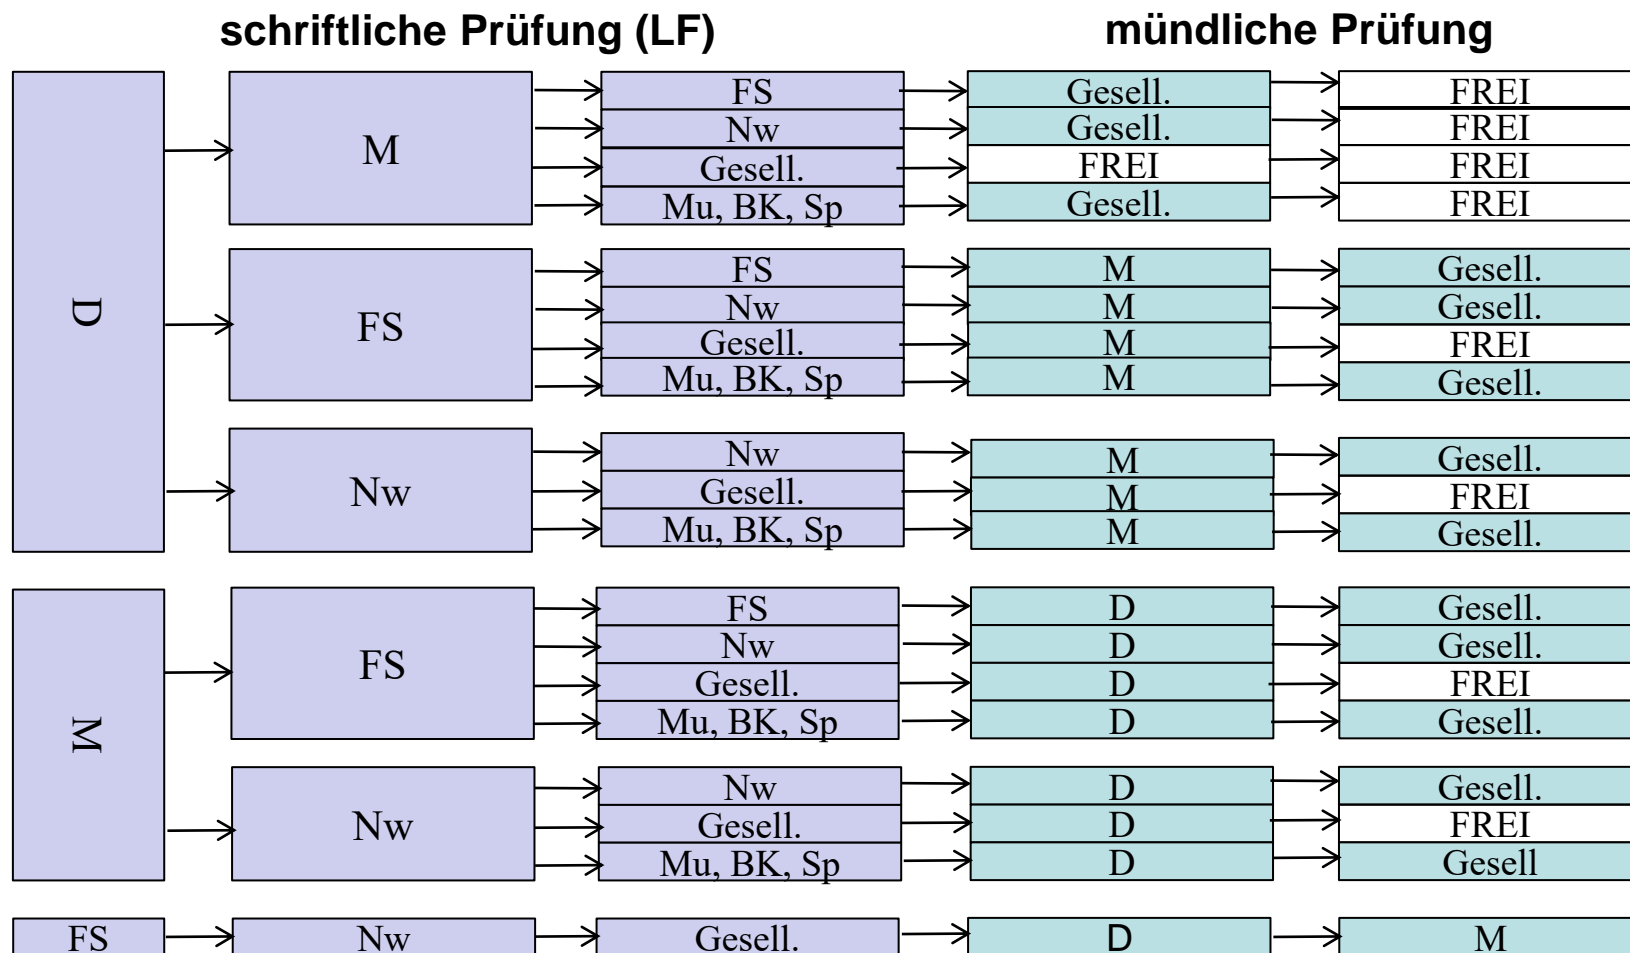 schriftliche Prüfung (LF) mündliche Prüfung
D
M
FS Gesell. FREI
Nw Gesell. FREI
Gesell. FREI FREI
Mu, BK, Sp Gesell. FREI
FS
FS M Gesell.
Nw M Gesell.
Gesell. M FREI
Mu, BK, Sp M Gesell.
Nw
Nw M Gesell.
Gesell. M FREI
Mu, BK, Sp M Gesell.
M
FS
FS D Gesell.
Nw D Gesell.
Gesell. D FREI
Mu, BK, Sp D Gesell.
Nw
Nw D Gesell.
Gesell. D FREI
Mu, BK, Sp D Gesell
FS Nw Gesell. D M